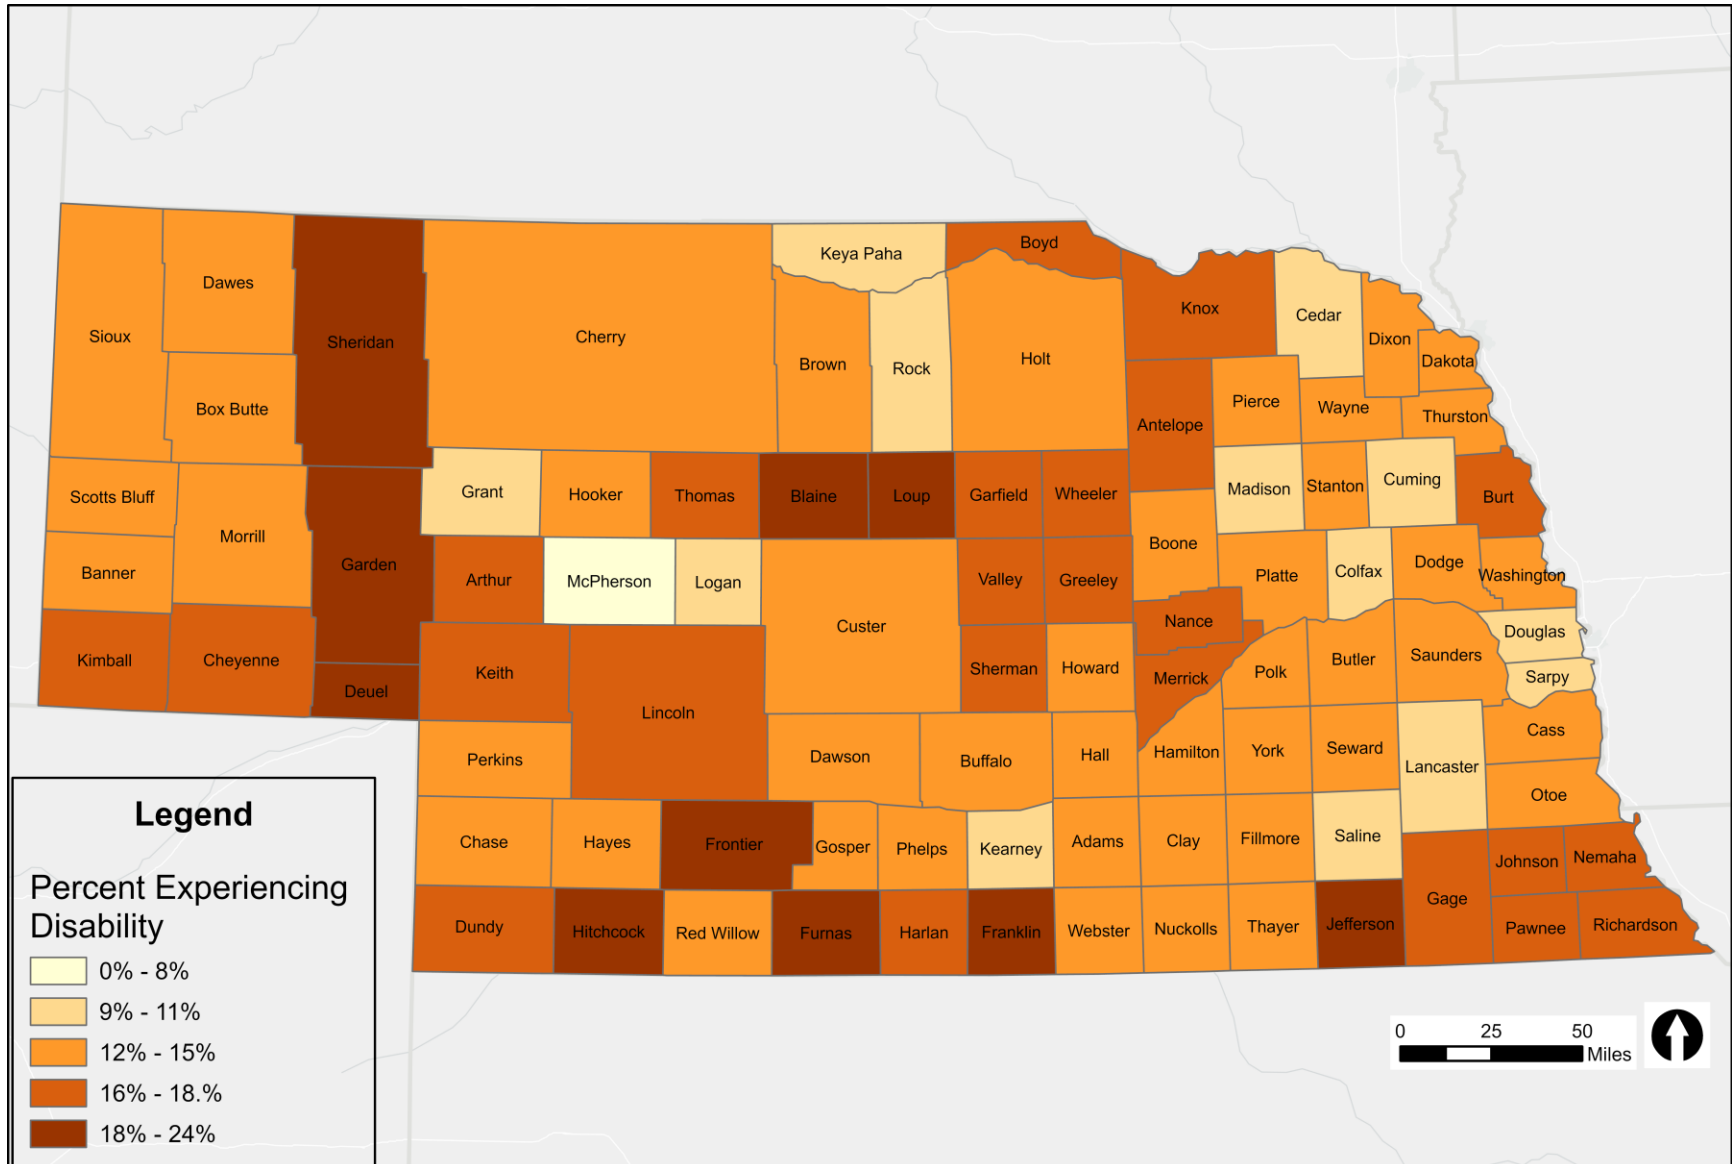 Keya Paha
Boyd
Dawes
Knox
Cedar
Sioux
Sheridan
Cherry
Brown
Rock
Holt
Dixon
Dakota
Box Butte
Antelope
Pierce
Wayne
Thurston
Scotts Bluff
Grant
Hooker
Thomas
Blaine
Loup
Garfield
Wheeler
Madison
Stanton
Cuming
Burt
Morrill
Banner
Garden
Arthur
McPherson
Logan
Valley
Greeley
Boone
Platte
Colfax
Dodge
Washington
Custer
Nance
Douglas
Kimball
Cheyenne
Deuel
Keith
Lincoln
Sherman
Howard
Merrick
Polk
Butler
Saunders
Sarpy
Perkins
Dawson
Buffalo
Hall
Hamilton
York
Seward
Lancaster
Cass
Otoe
Chase
Hayes
Frontier
Gosper
Phelps
Kearney
Adams
Clay
Fillmore
Saline
Johnson
Nemaha
Dundy
Hitchcock
Red Willow
Furnas
Harlan
Franklin
Webster
Nuckolls
Thayer
Jefferson
Gage
Pawnee
Richardson
Legend
Percent Experiencing
Disability
0% - 8%
9% - 11%
12% - 15%
16% - 18.%
18% - 24%
0 25 50
Miles